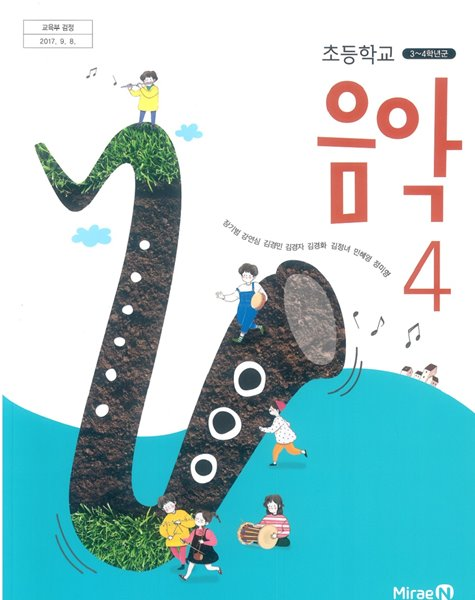 교육부 검정
2017. 9. 8.
초등학교 3~4학년군
음악
4
장기범 강연심 김경민 김경자 김경화 김정녀 민혜영 정미영
Mirae N